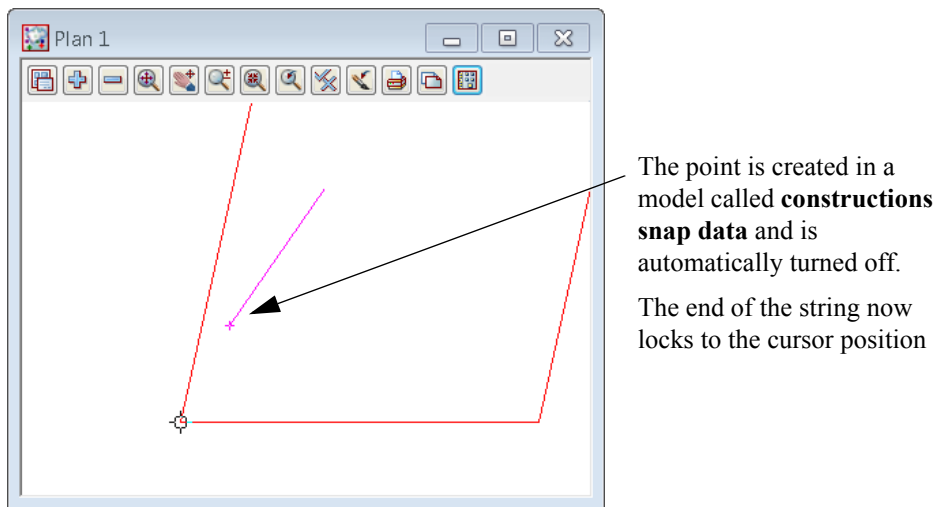 Plan 1
The point is created in a
model called constructions
snap data and is
automatically turned off.
The end of the string now
locks to the cursor position